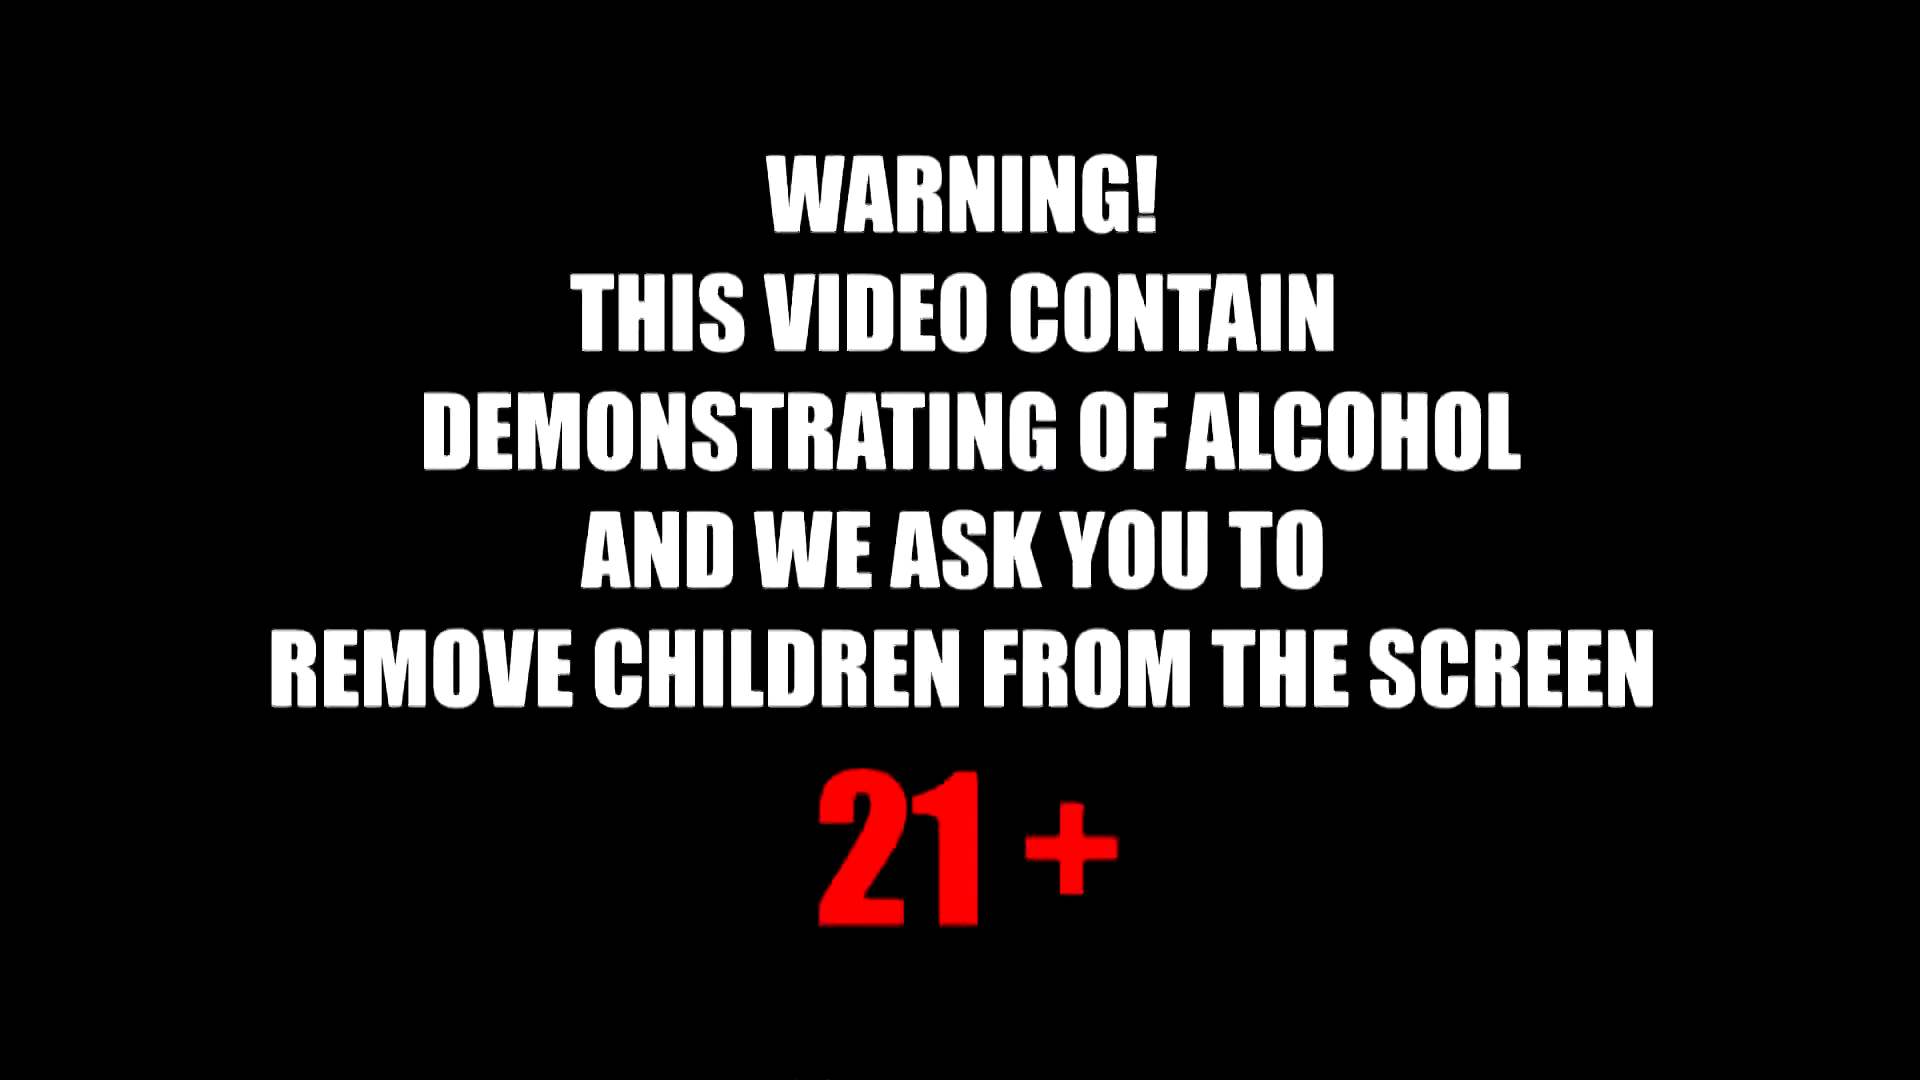 WARNING!
THIS VIDEO CONTAIN
DEMONSTRATING OF ALCOHOL
AND WE ASK YOU TO
REMOVE CHILDREN FROM THE SCREEN
21 +